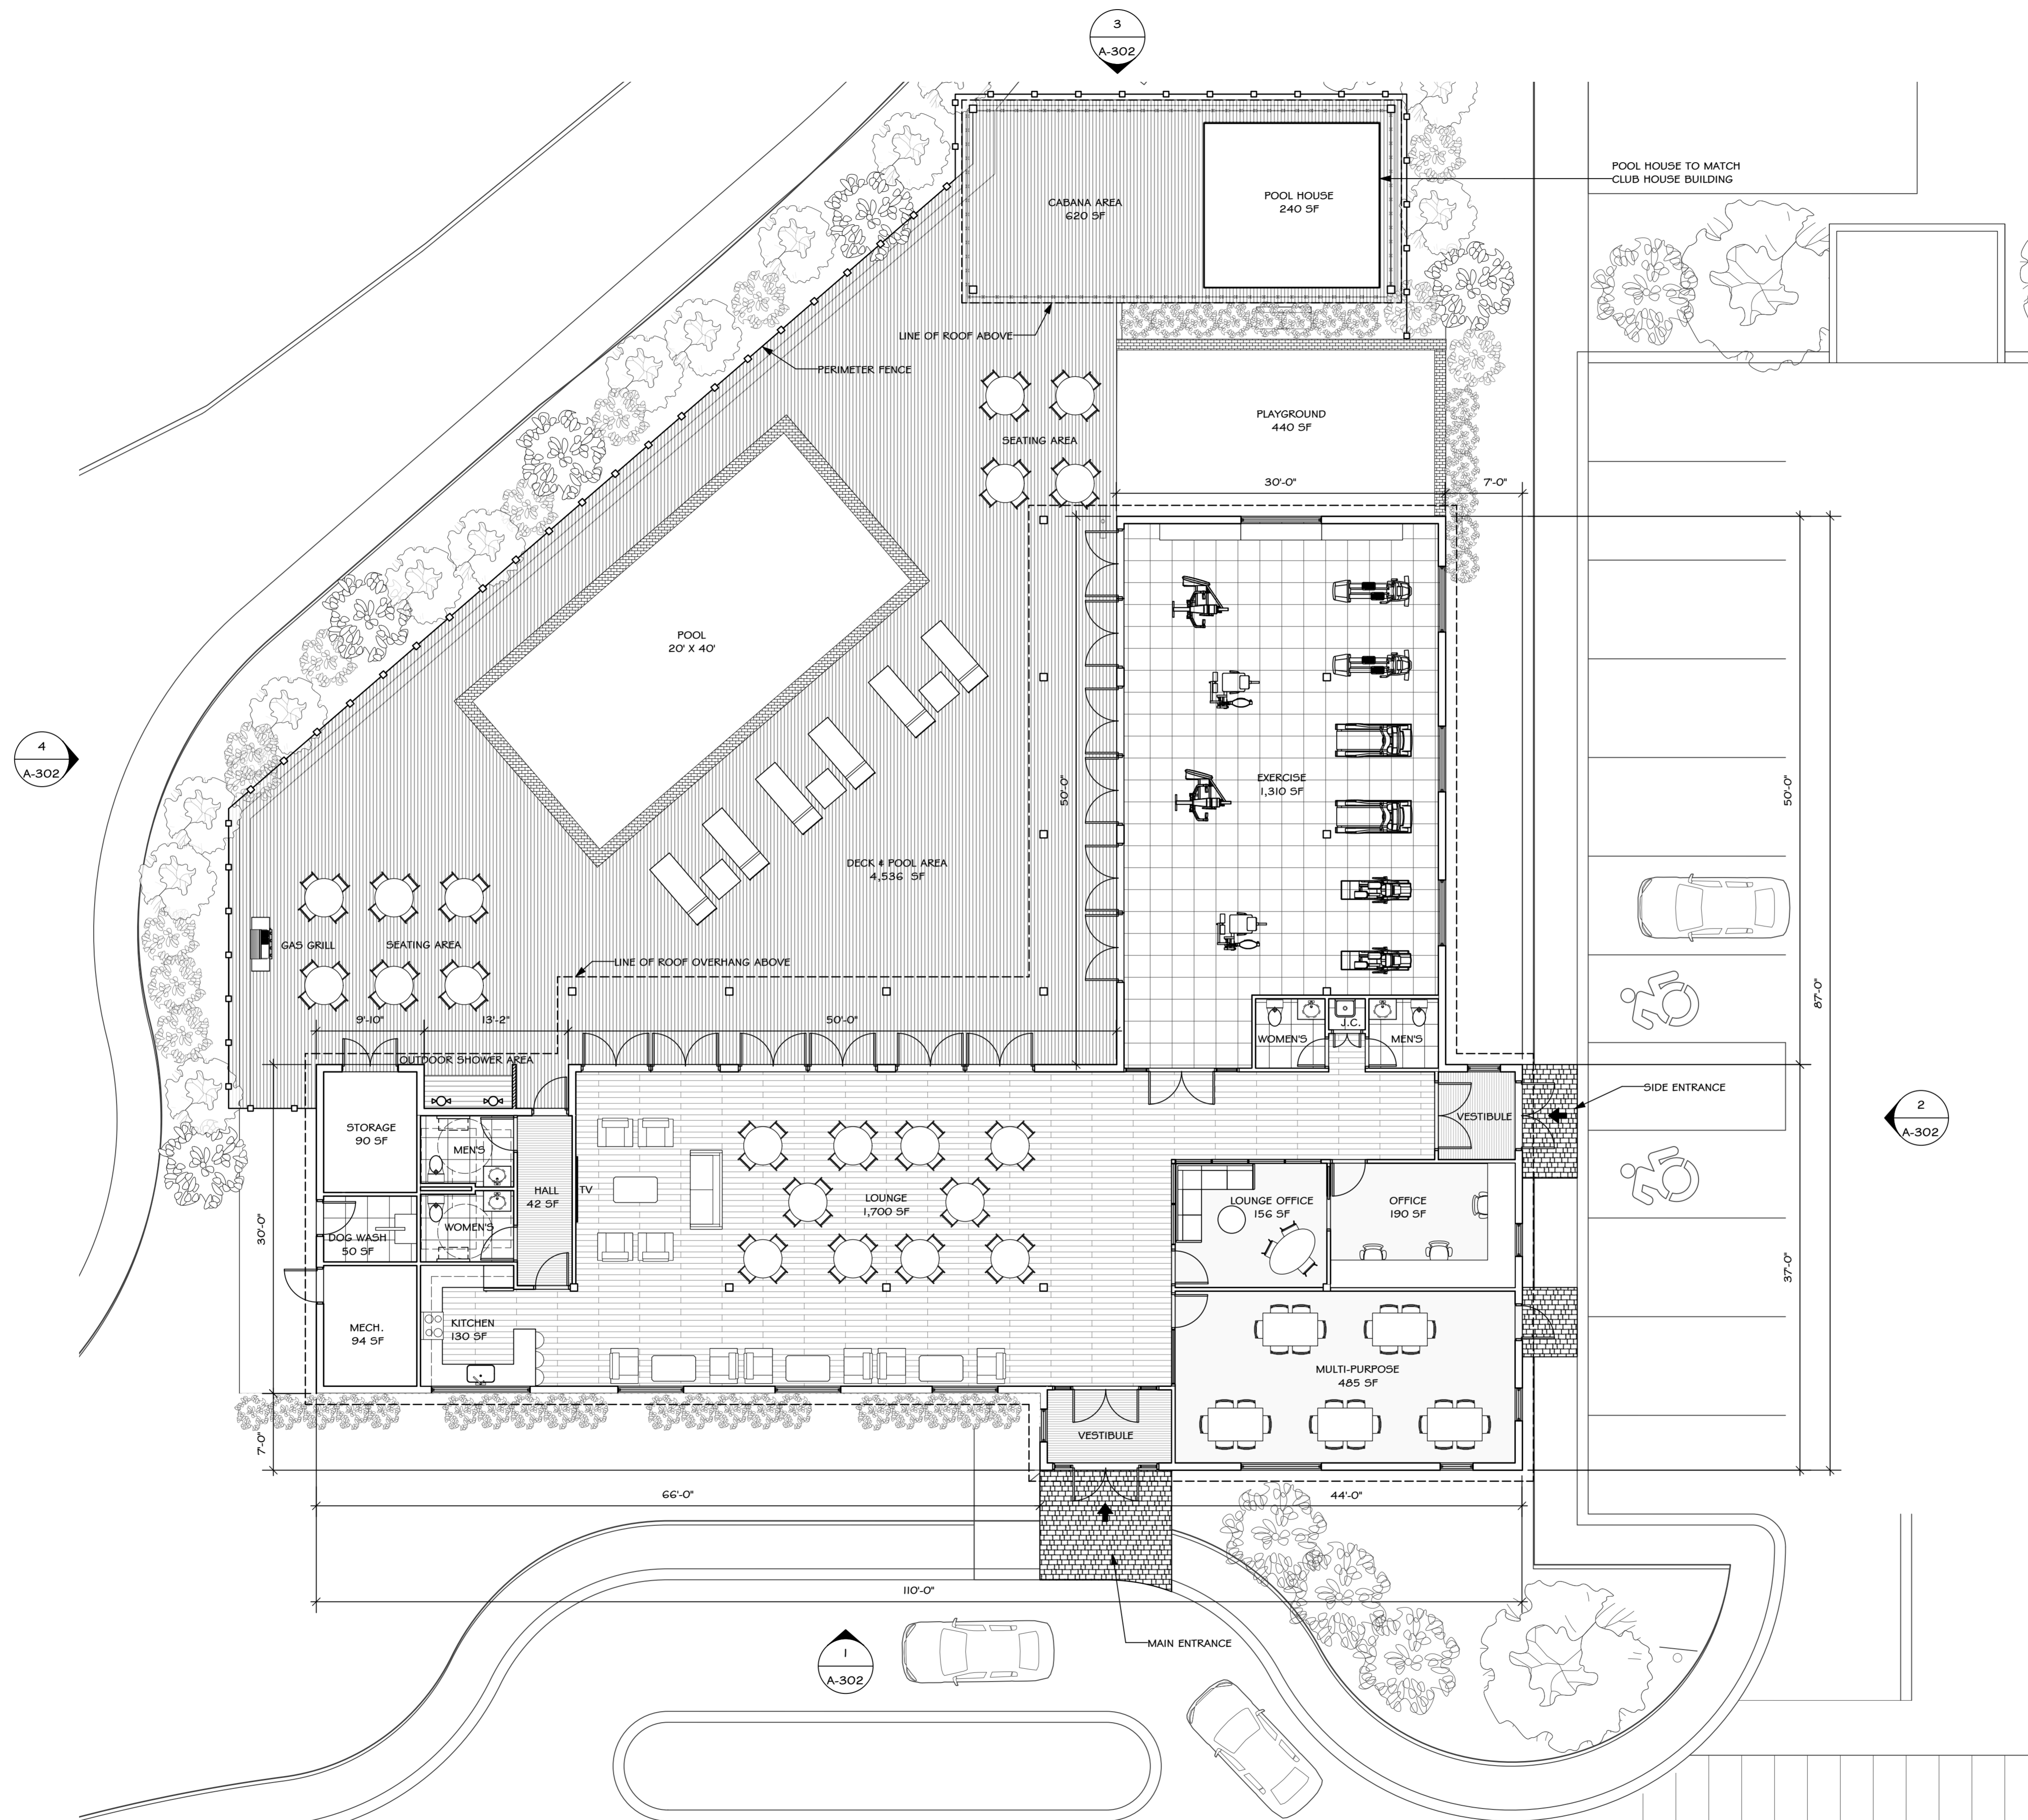 3
A-302
POOL HOUSE TO MATCH
CLUB HOUSE BUILDING
CABANA AREA
620 SF
POOL HOUSE
240 SF
LINE OF ROOF ABOVE
PERIMETER FENCE
PLAYGROUND
440 SF
SEATING AREA
30'-0"
7'-0"
POOL
20' X 40'
4
A-302
EXERCISE
1,310 SF
50'-0"
50'-0"
87'-0"
DECK & POOL AREA
4,536 SF
GAS GRILL
SEATING AREA
LINE OF ROOF OVERHANG ABOVE
9'-10"
13'-2"
50'-0"
WOMEN'S
J.C.
MEN'S
OUTDOOR SHOWER AREA
SIDE ENTRANCE
2
A-302
VESTIBULE
STORAGE
90 SF
MEN'S
HALL
42 SF
TV
LOUNGE
1,700 SF
LOUNGE OFFICE
156 SF
OFFICE
190 SF
30'-0"
WOMEN'S
DOG WASH
50 SF
37'-0"
MECH.
94 SF
KITCHEN
130 SF
MULTI-PURPOSE
485 SF
7'-0"
VESTIBULE
66'-0"
44'-0"
110'-0"
MAIN ENTRANCE
1
A-302